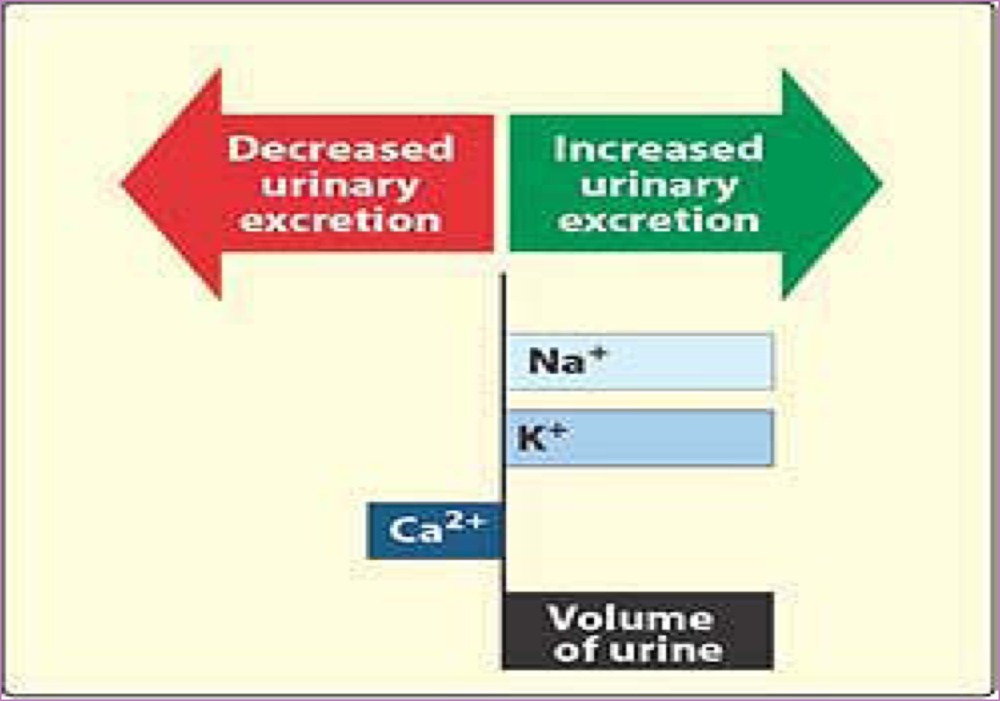 Decreased
urinary
excretion
Increased
urinary
excretion
Na⁺
K⁺
Ca²⁺
Volume
of urine